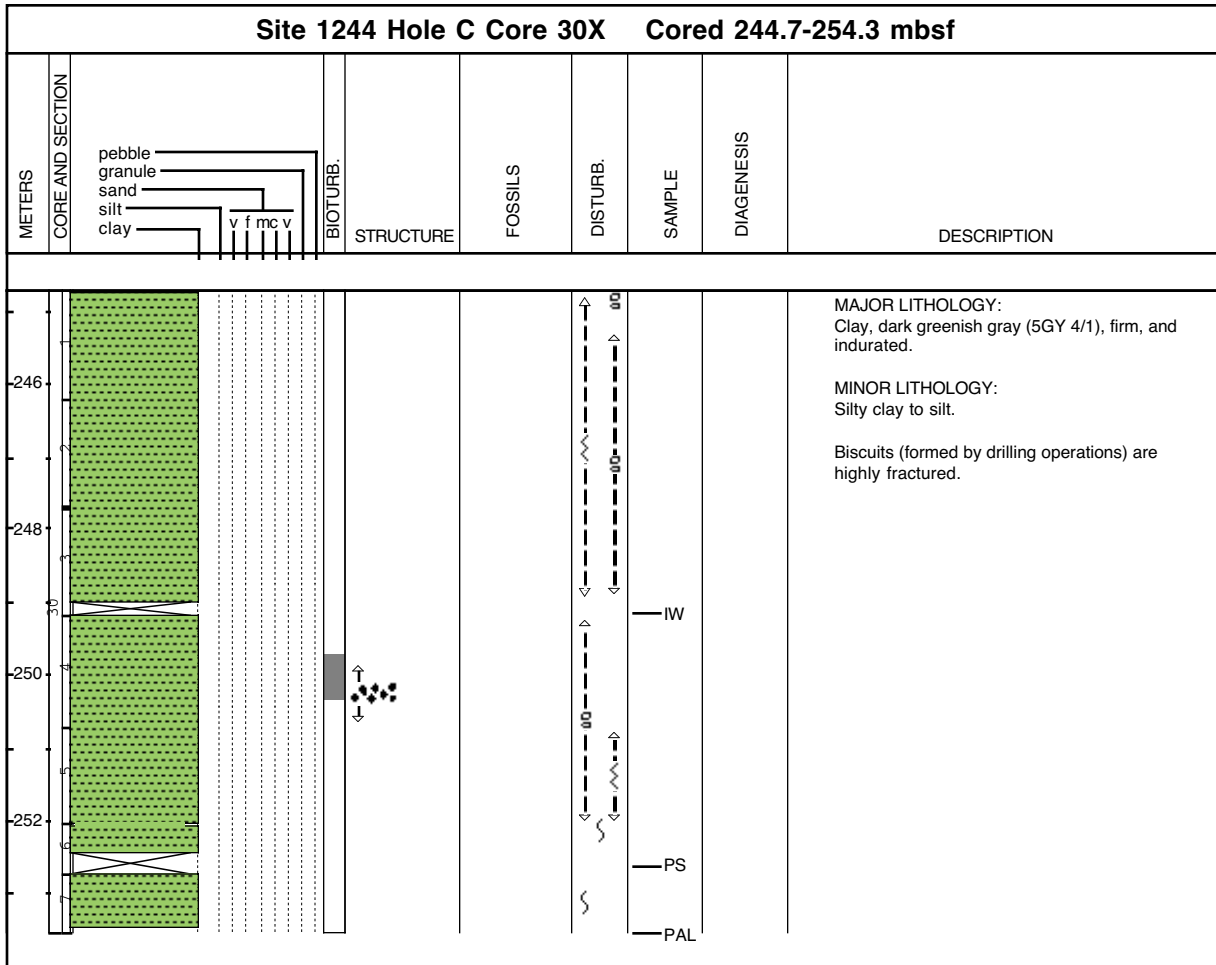 Site 1244 Hole C Core 30X Cored 244.7-254.3 mbsf
METERS
CORE AND SECTION
pebble
granule
sand
silt
clay
v f mc v
BIOTURB.
STRUCTURE
FOSSILS
DISTURB.
SAMPLE
DIAGENESIS
DESCRIPTION
246
248
250
252
30
1
2
3
4
5
6
7
IW
PS
PAL
MAJOR LITHOLOGY:
Clay, dark greenish gray (5GY 4/1), firm, and
indurated.
MINOR LITHOLOGY:
Silty clay to silt.
Biscuits (formed by drilling operations) are
highly fractured.